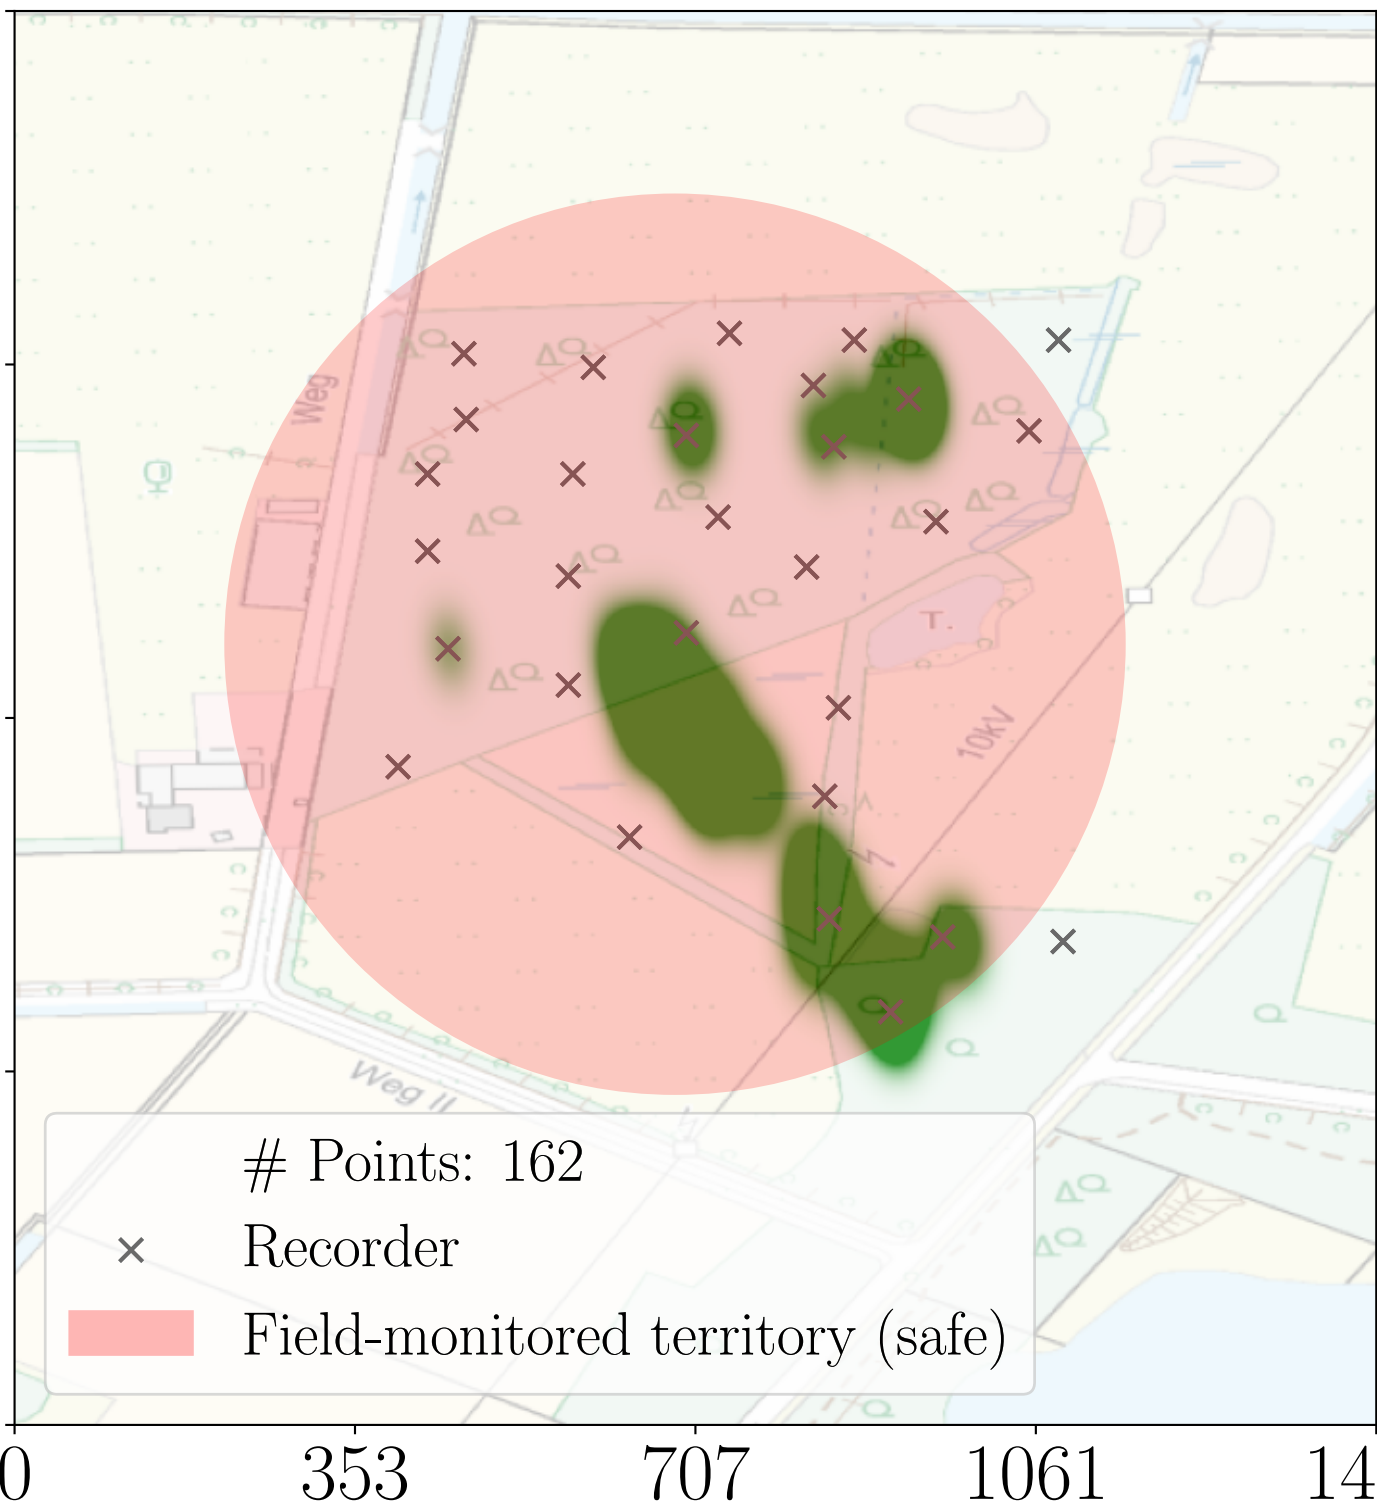 Weg
T.
10kV
Weg II
# Points: 162
Recorder
Field-monitored territory (safe)
0 353 707 1061 14